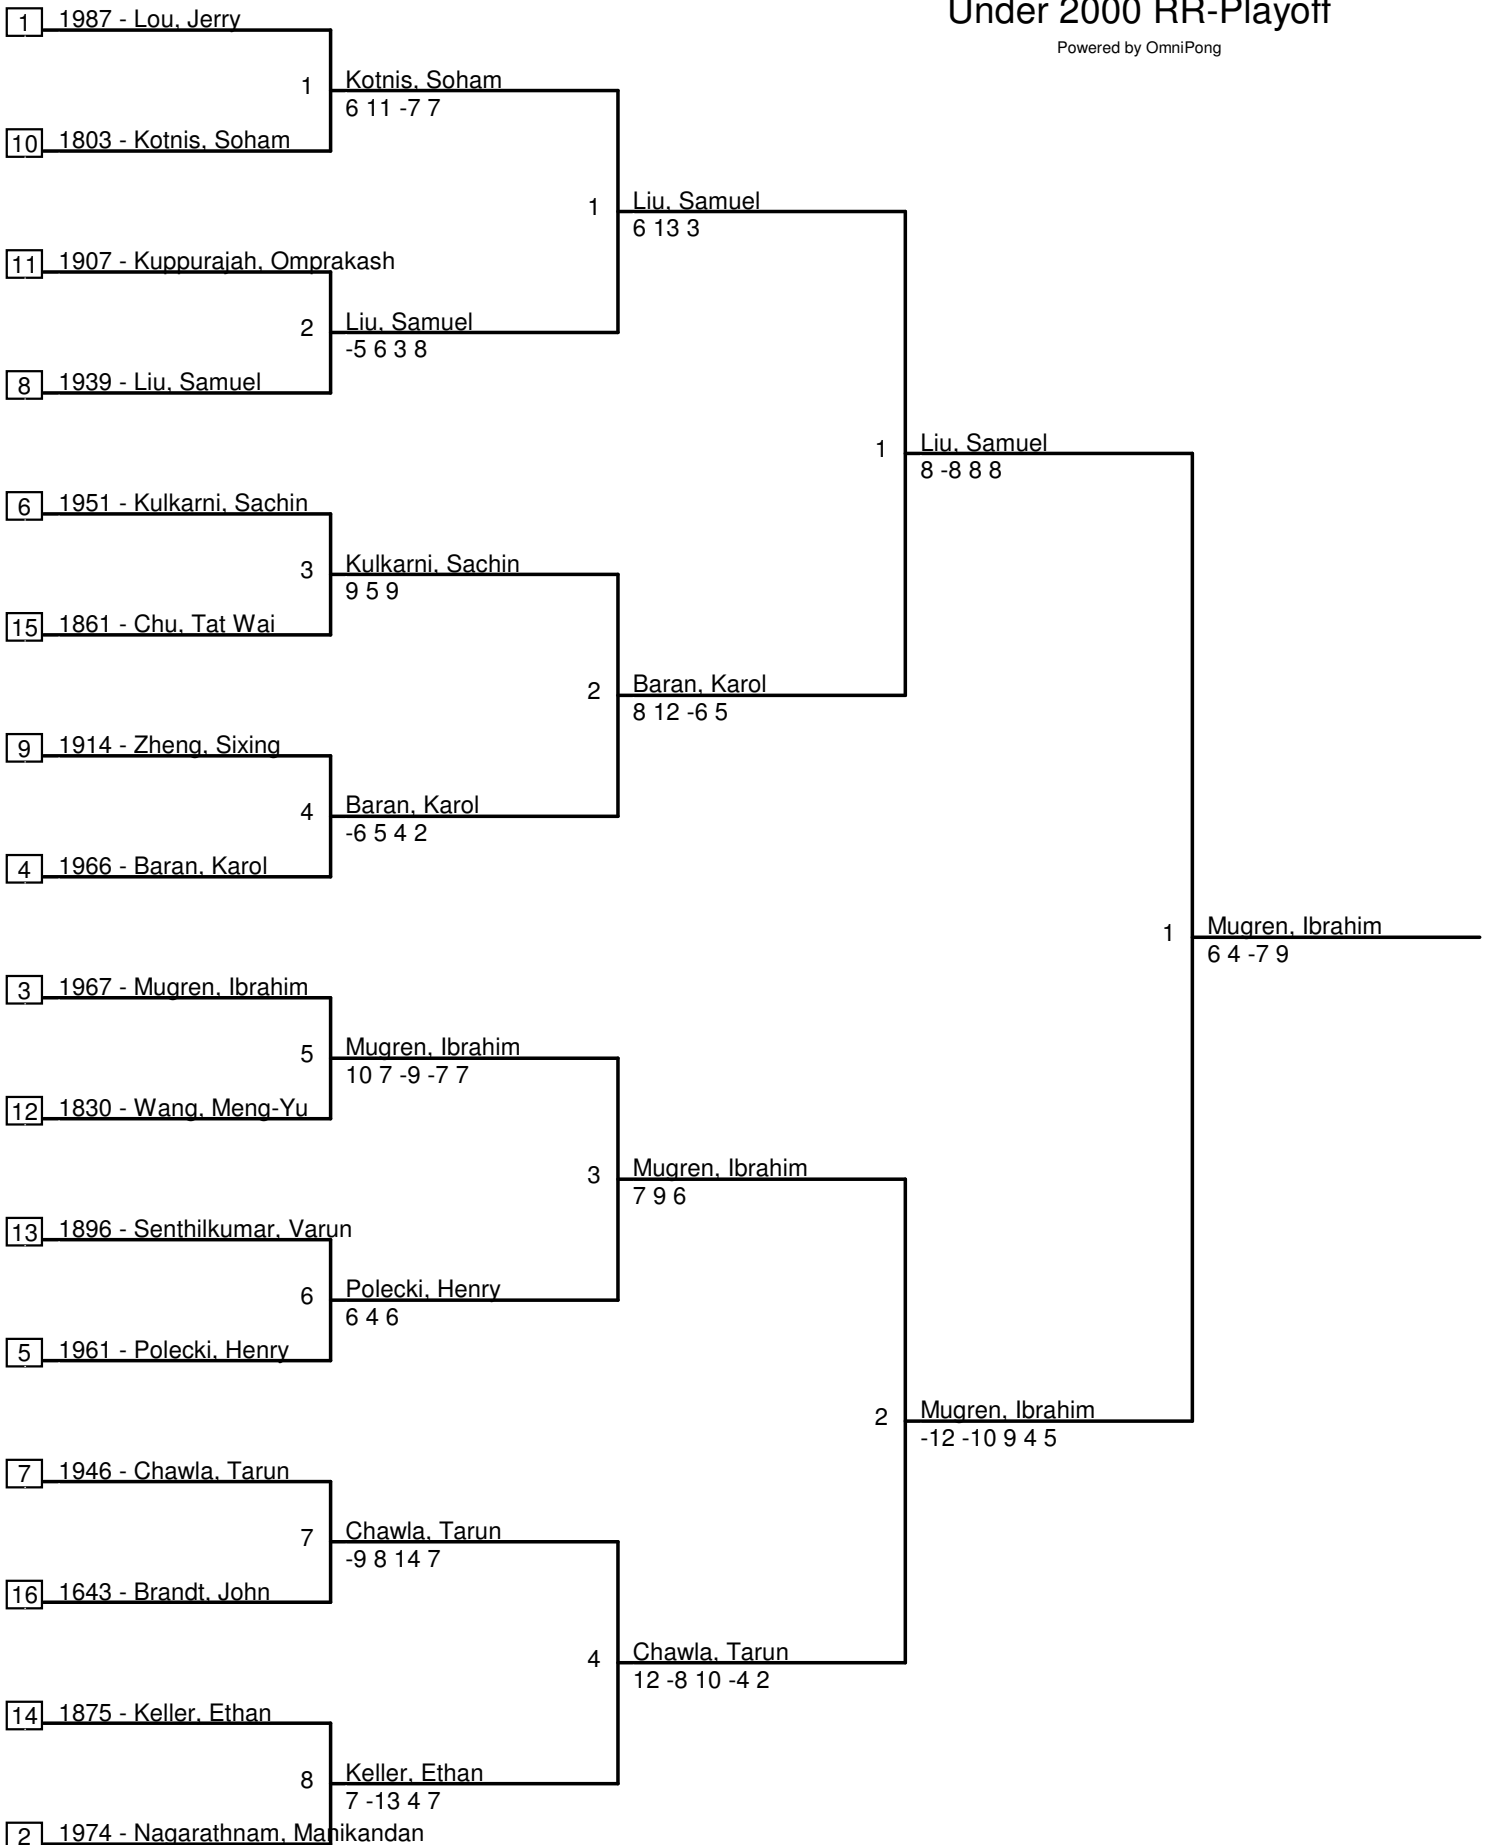 Under 2000 RR-Playoff
Powered by OmniPong
1 1987 - Lou, Jerry
1 Kotnis, Soham
6 11 -7 7
10 1803 - Kotnis, Soham
1 Liu, Samuel
6 13 3
11 1907 - Kuppurajah, Omprakash
2 Liu, Samuel
-5 6 3 8
8 1939 - Liu, Samuel
1 Liu, Samuel
8 -8 8 8
6 1951 - Kulkarni, Sachin
3 Kulkarni, Sachin
9 5 9
15 1861 - Chu, Tat Wai
2 Baran, Karol
8 12 -6 5
9 1914 - Zheng, Sixing
4 Baran, Karol
-6 5 4 2
4 1966 - Baran, Karol
1 Mugren, Ibrahim
6 4 -7 9
3 1967 - Mugren, Ibrahim
5 Mugren, Ibrahim
10 7 -9 -7 7
12 1830 - Wang, Meng-Yu
3 Mugren, Ibrahim
7 9 6
13 1896 - Senthilkumar, Varun
6 Polecki, Henry
6 4 6
5 1961 - Polecki, Henry
2 Mugren, Ibrahim
-12 -10 9 4 5
7 1946 - Chawla, Tarun
7 Chawla, Tarun
-9 8 14 7
16 1643 - Brandt, John
4 Chawla, Tarun
12 -8 10 -4 2
14 1875 - Keller, Ethan
8 Keller, Ethan
7 -13 4 7
2 1974 - Nagarathnam, Manikandan